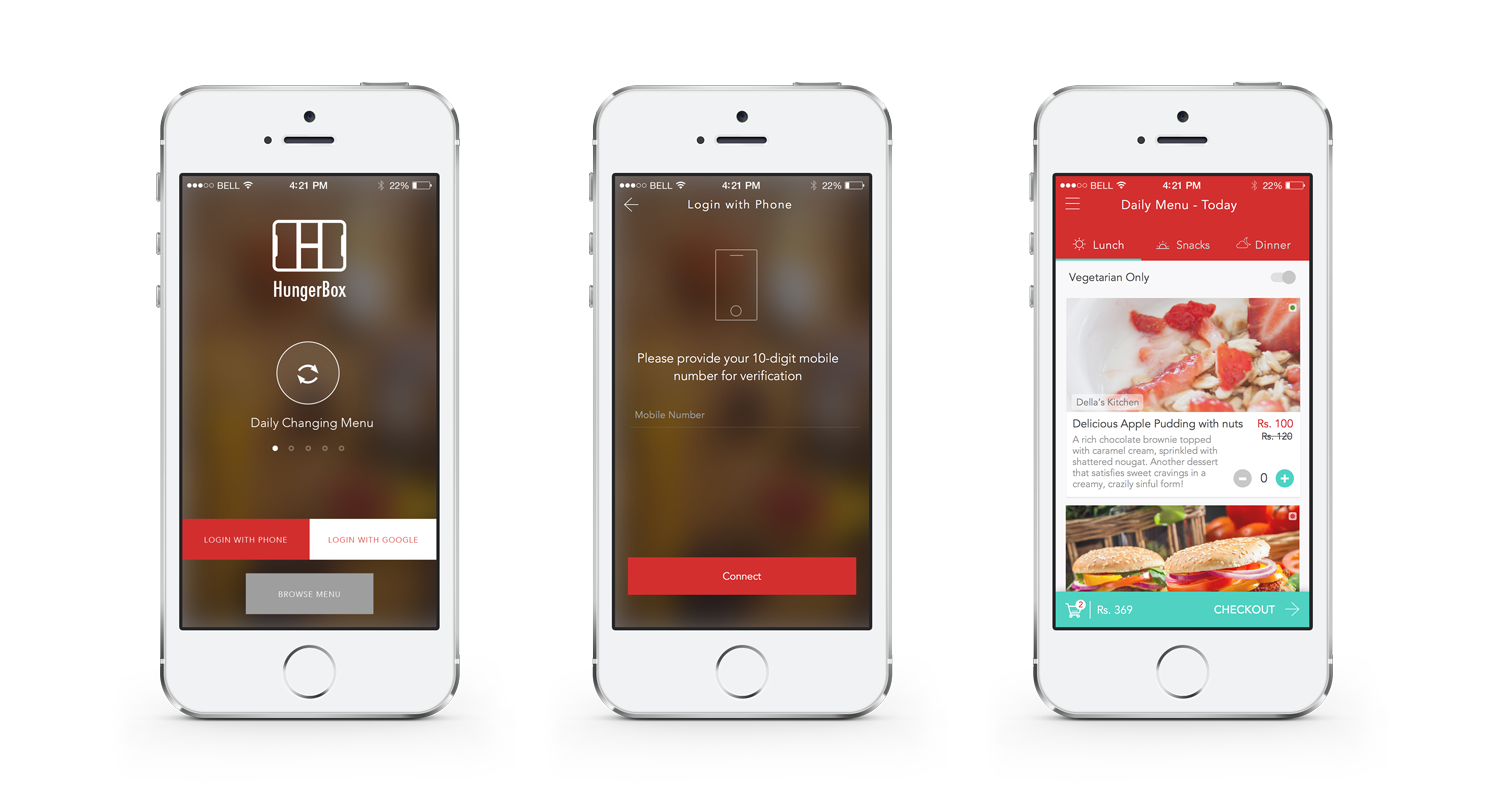 BELL 4:21 PM 22%
HungerBox
Daily Changing Menu
LOGIN WITH PHONE LOGIN WITH GOOGLE
BROWSE MENU
BELL 4:21 PM 22%
Login with Phone
Please provide your 10-digit mobile
number for verification
Mobile Number
Connect
BELL 4:21 PM 22%
Daily Menu - Today
Lunch Snacks Dinner
Vegetarian Only
Della's Kitchen
Delicious Apple Pudding with nuts Rs. 100
Rs. 120
A rich chocolate brownie topped
with caramel cream, sprinkled with
shattered nougat. Another dessert
that satisfies sweet cravings in a
creamy, crazily sinful form!
0
2
Rs. 369 CHECKOUT